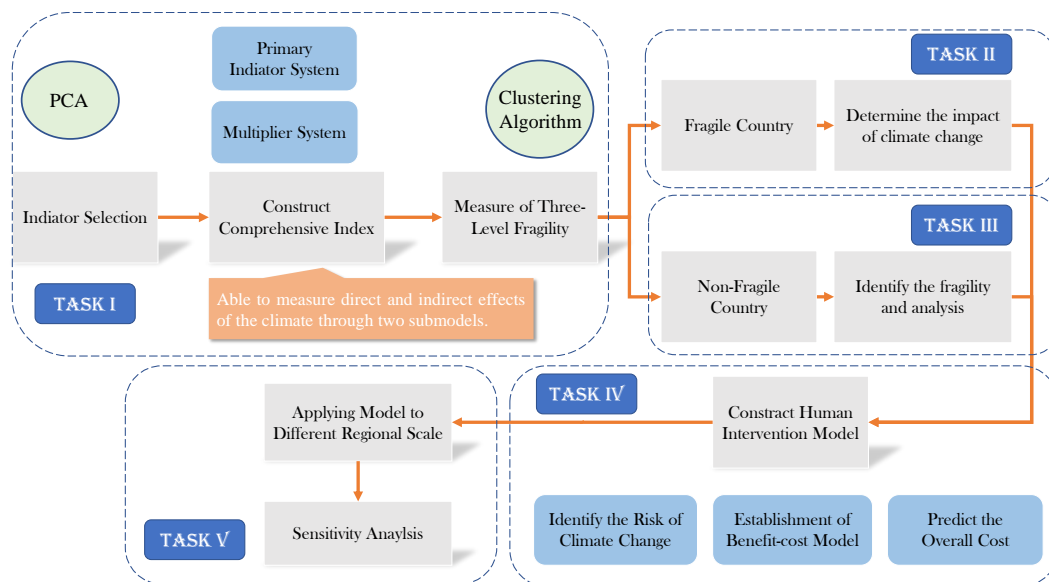 Primary
Indiator System
PCA
Multiplier System
Clustering
Algorithm
Indiator Selection
Construct
Comprehensive Index
Measure of Three-
Level Fragility
Able to measure direct and indirect effects
of the climate through two submodels.
TASK I
TASK II
Fragile Country
Determine the impact
of climate change
TASK III
Non-Fragile
Country
Identify the fragility
and analysis
TASK IV
Constract Human
Intervention Model
Identify the Risk of
Climate Change
Establishment of
Benefit-cost Model
Predict the
Overall Cost
Applying Model to
Different Regional Scale
Sensitivity Anaylsis
TASK V